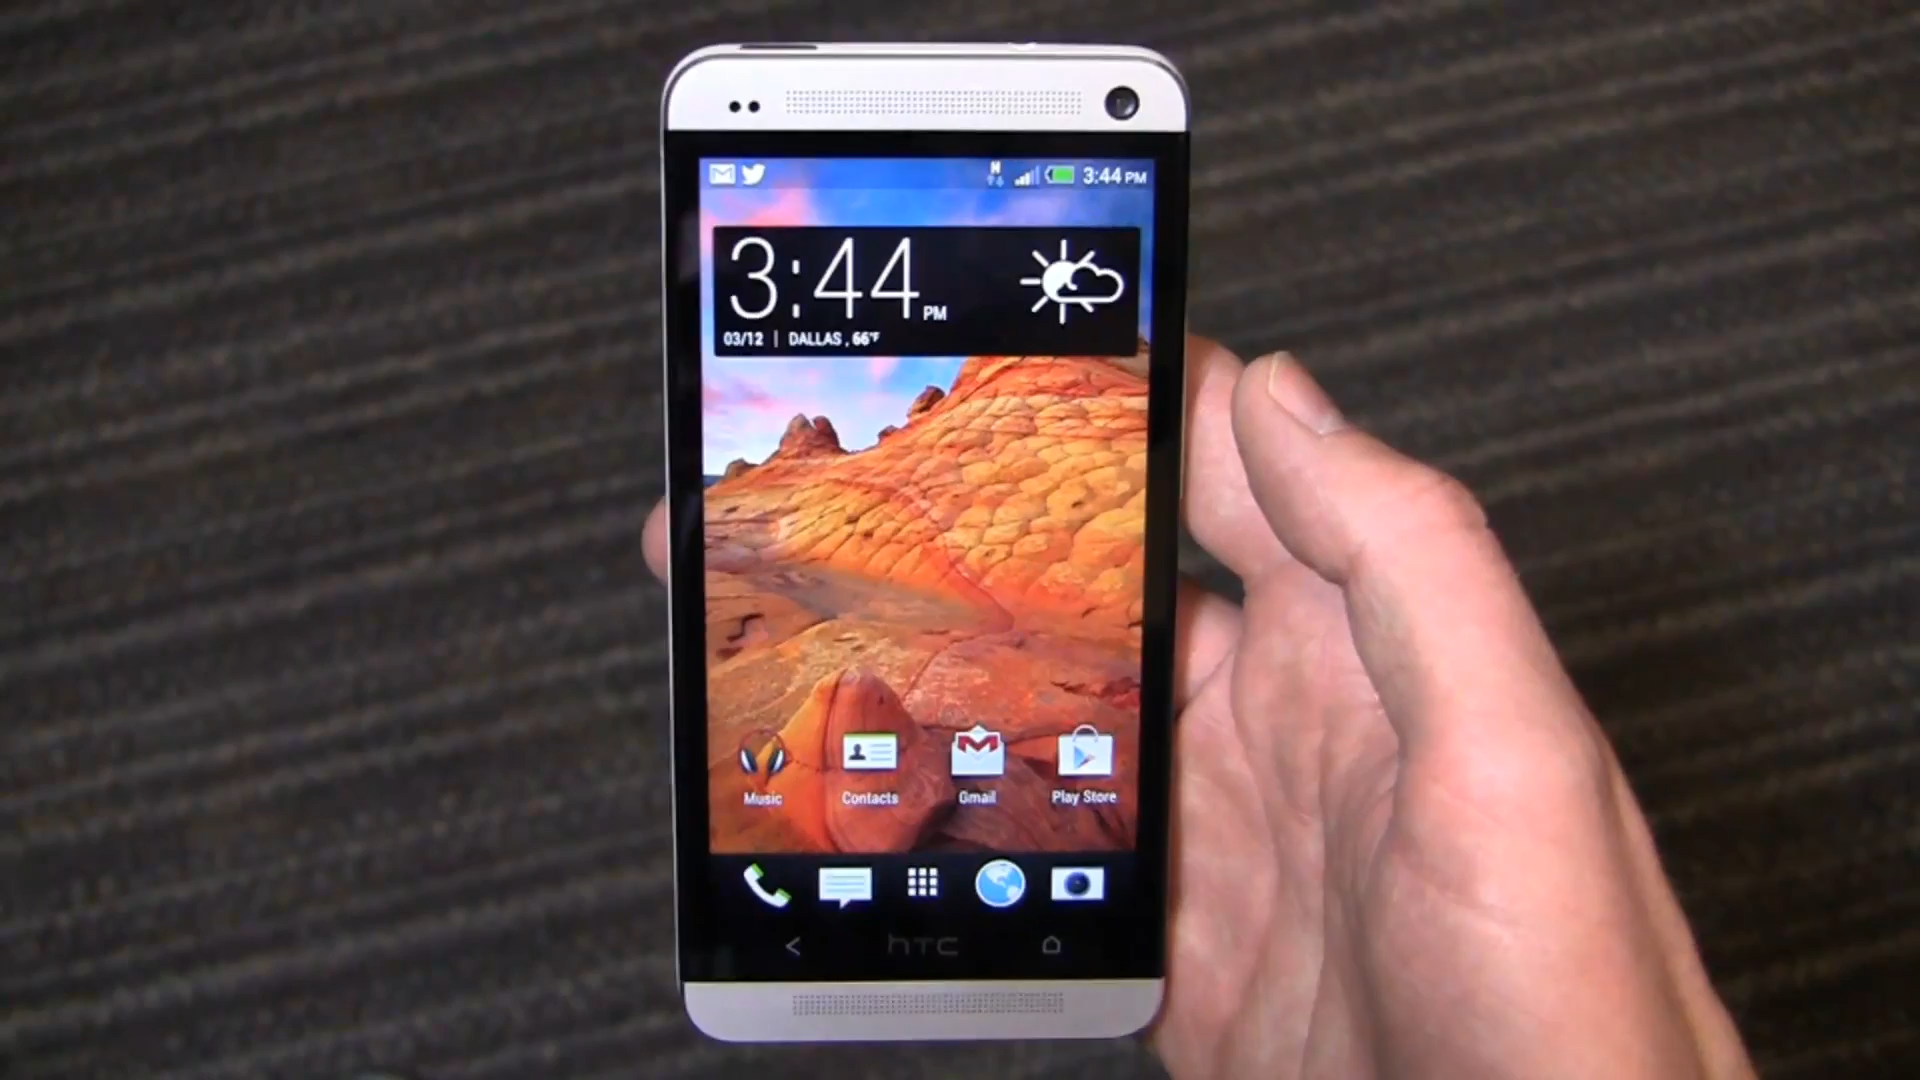 H
3:44 PM
3:44 PM
03/12 | DALLAS, 66°F
Music Contacts Gmail Play Store
hTC